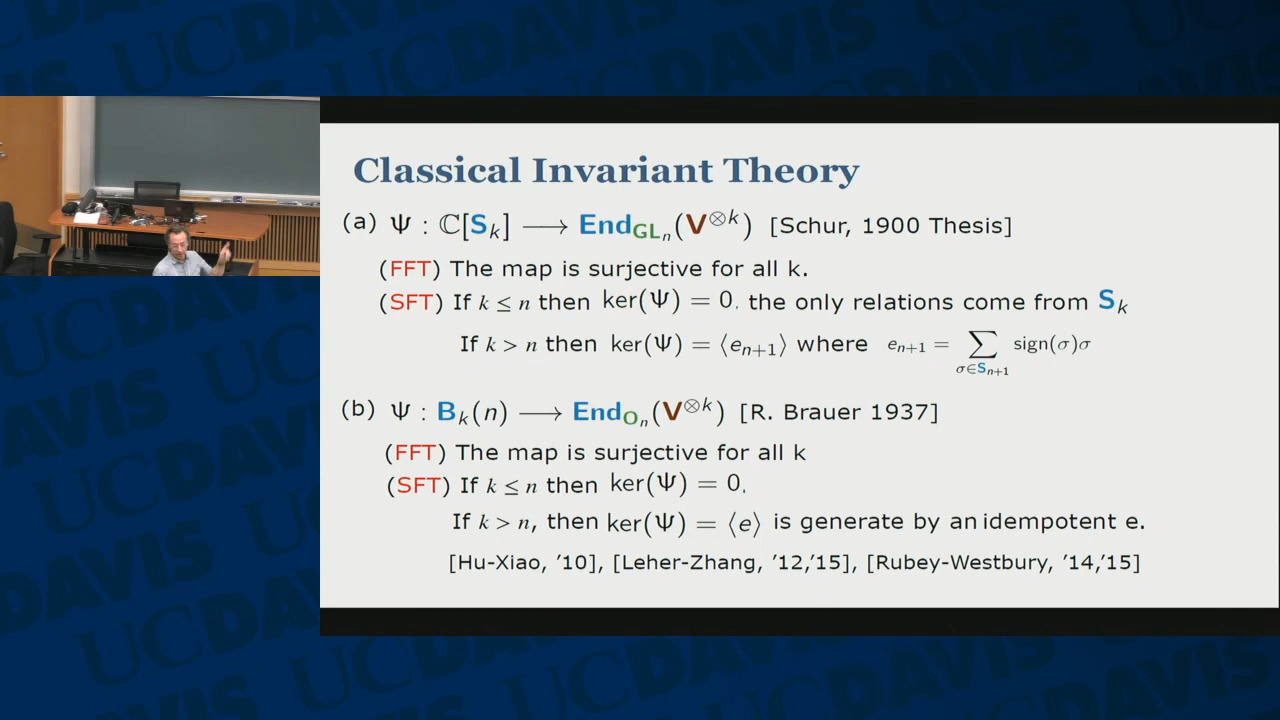 Classical Invariant Theory
(a) Ψ : ℂ[S_k] ⟶ End_{GL_n}(V^{⊗k}) [Schur, 1900 Thesis]
(FFT) The map is surjective for all k.
(SFT) If k ≤ n then ker(Ψ) = 0. the only relations come from S_k
If k > n then ker(Ψ) = ⟨e_{n+1}⟩ where e_{n+1} = ∑_{σ∈S_{n+1}} sign(σ)σ
(b) Ψ : B_k(n) ⟶ End_{O_n}(V^{⊗k}) [R. Brauer 1937]
(FFT) The map is surjective for all k
(SFT) If k ≤ n then ker(Ψ) = 0.
If k > n, then ker(Ψ) = ⟨e⟩ is generate by an idempotent e.
[Hu-Xiao, ’10], [Leher-Zhang, ’12,’15], [Rubey-Westbury, ’14,’15]
UCDAVIS